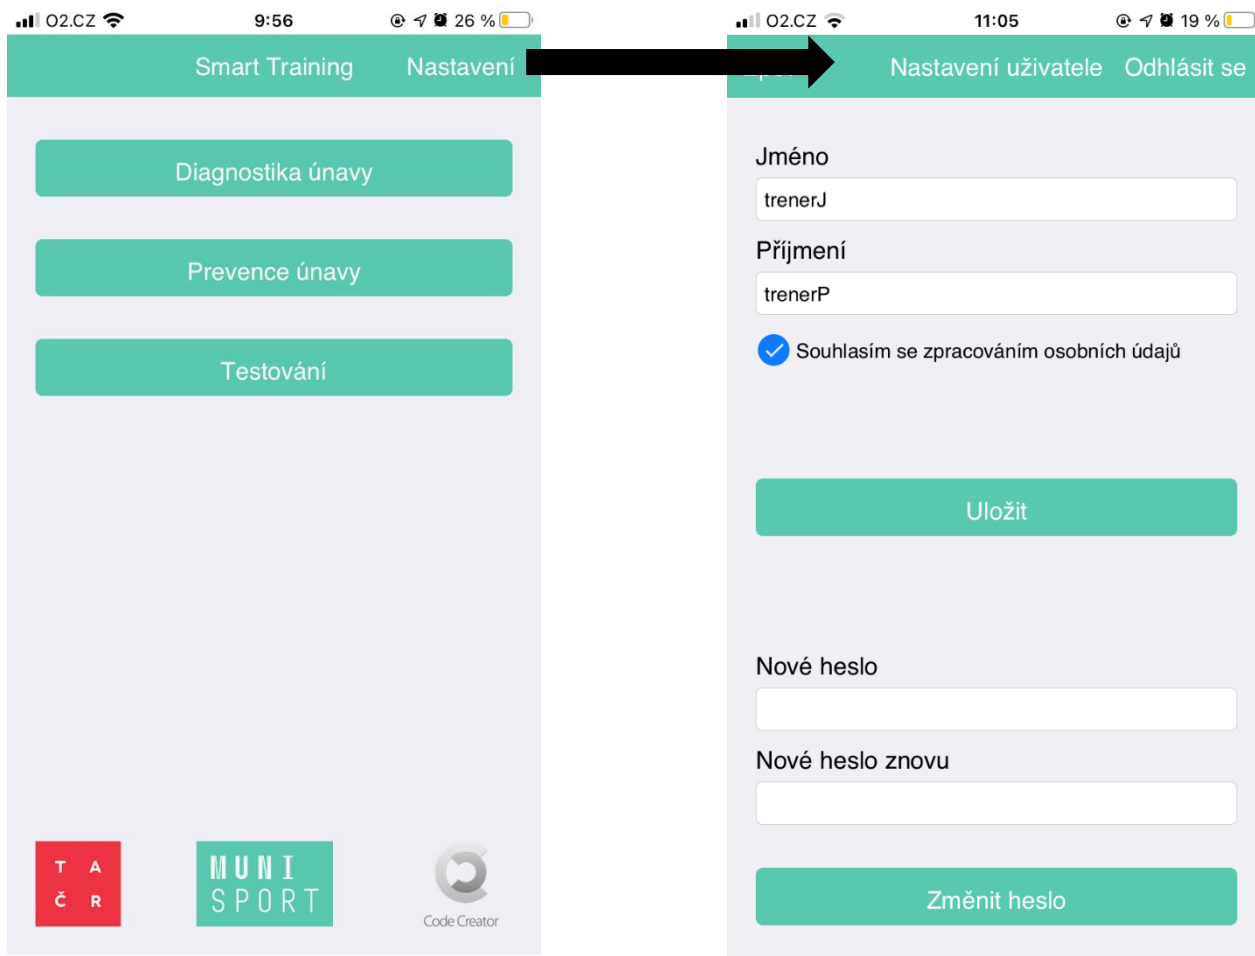 O2.CZ 9:56 26 %
Smart Training Nastavení
Diagnostika únavy
Prevence únavy
Testování
T A
Č R
MUNI
SPORT
Code Creator
O2.CZ 11:05 19 %
Nastavení uživatele Odhlásit se
Jméno
trenerJ
Příjmení
trenerP
Souhlasím se zpracováním osobních údajů
Uložit
Nové heslo
Nové heslo znovu
Změnit heslo